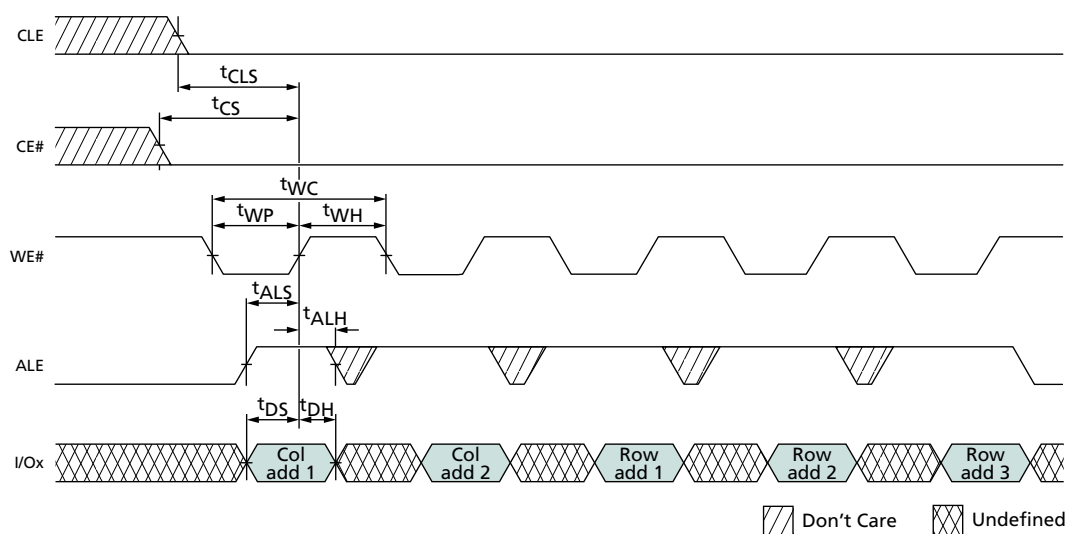 CLE
tCLS
tCS
CE#
tWC
tWP
tWH
WE#
tALS
tALH
ALE
tDS
tDH
I/Ox
Col
add 1
Col
add 2
Row
add 1
Row
add 2
Row
add 3
Don't Care
Undefined